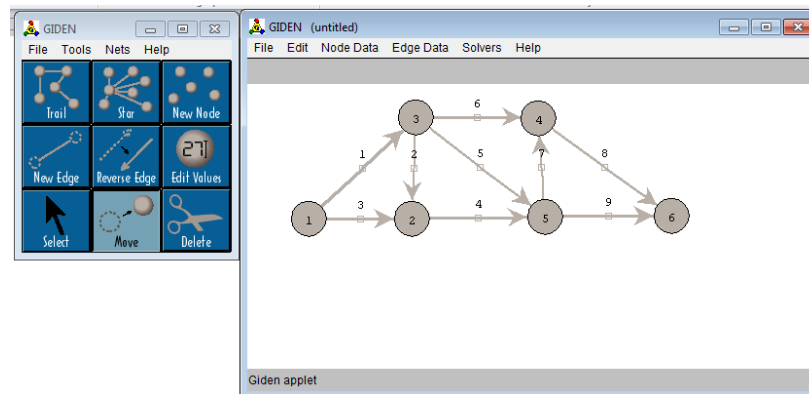 GIDEN
File Tools Nets Help
Trail Star New Node
New Edge Reverse Edge Edit Values
27
Select Move Delete
GIDEN (untitled)
File Edit Node Data Edge Data Solvers Help
6
3 4
1 2 5 7 8
3 4 9
1 2 5 6
Giden applet